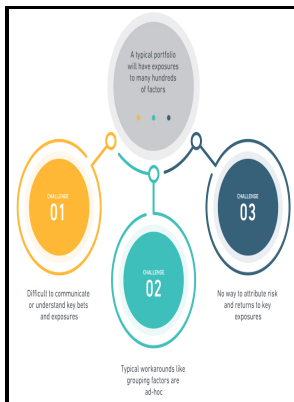 A typical portfolio
will have exposures
to many hundreds
of factors
CHALLENGE
01
Difficult to communicate
or understand key bets
and exposures
CHALLENGE
02
Typical workarounds like
grouping factors are
ad-hoc
CHALLENGE
03
No way to attribute risk
and returns to key
exposures